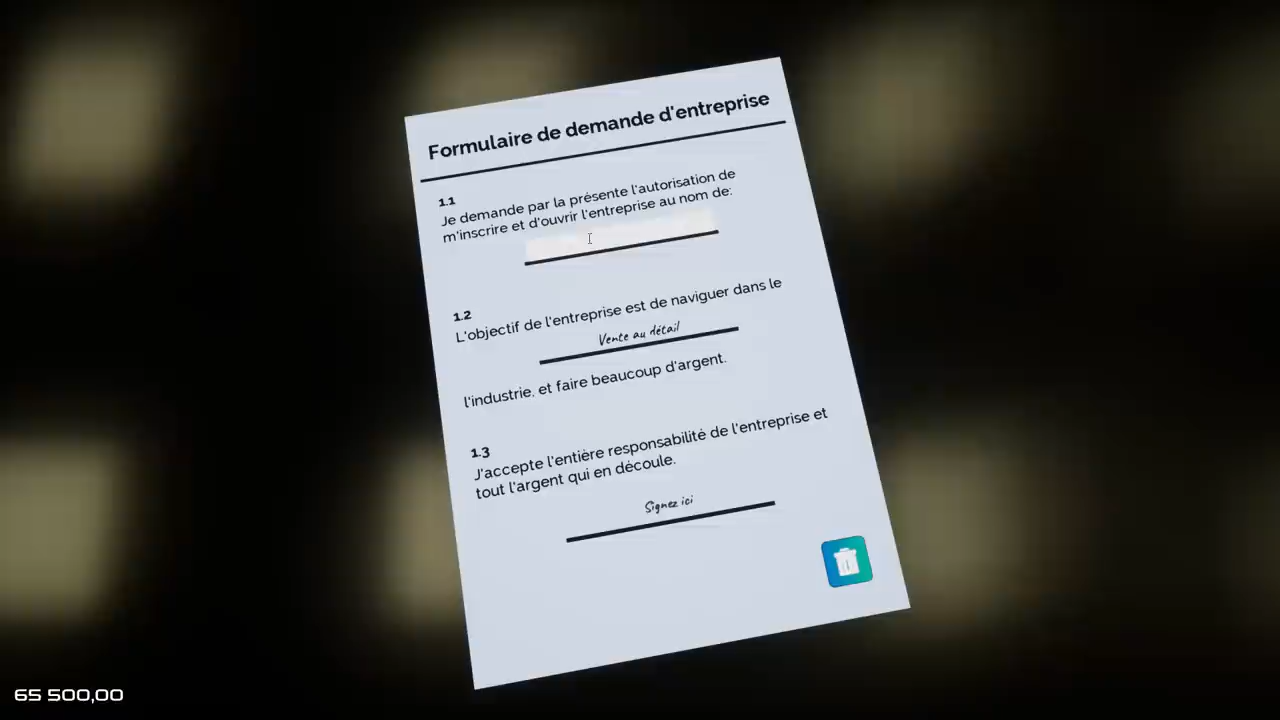 Formulaire de demande d'entreprise
1.1
Je demande par la présente l'autorisation de
m'inscrire et d'ouvrir l'entreprise au nom de:
1.2
L'objectif de l'entreprise est de naviguer dans le
Vente au détail
l'industrie. et faire beaucoup d'argent.
1.3
J'accepte l'entière responsabilité de l'entreprise et
tout l'argent qui en découle.
Signez ici
65 500,00